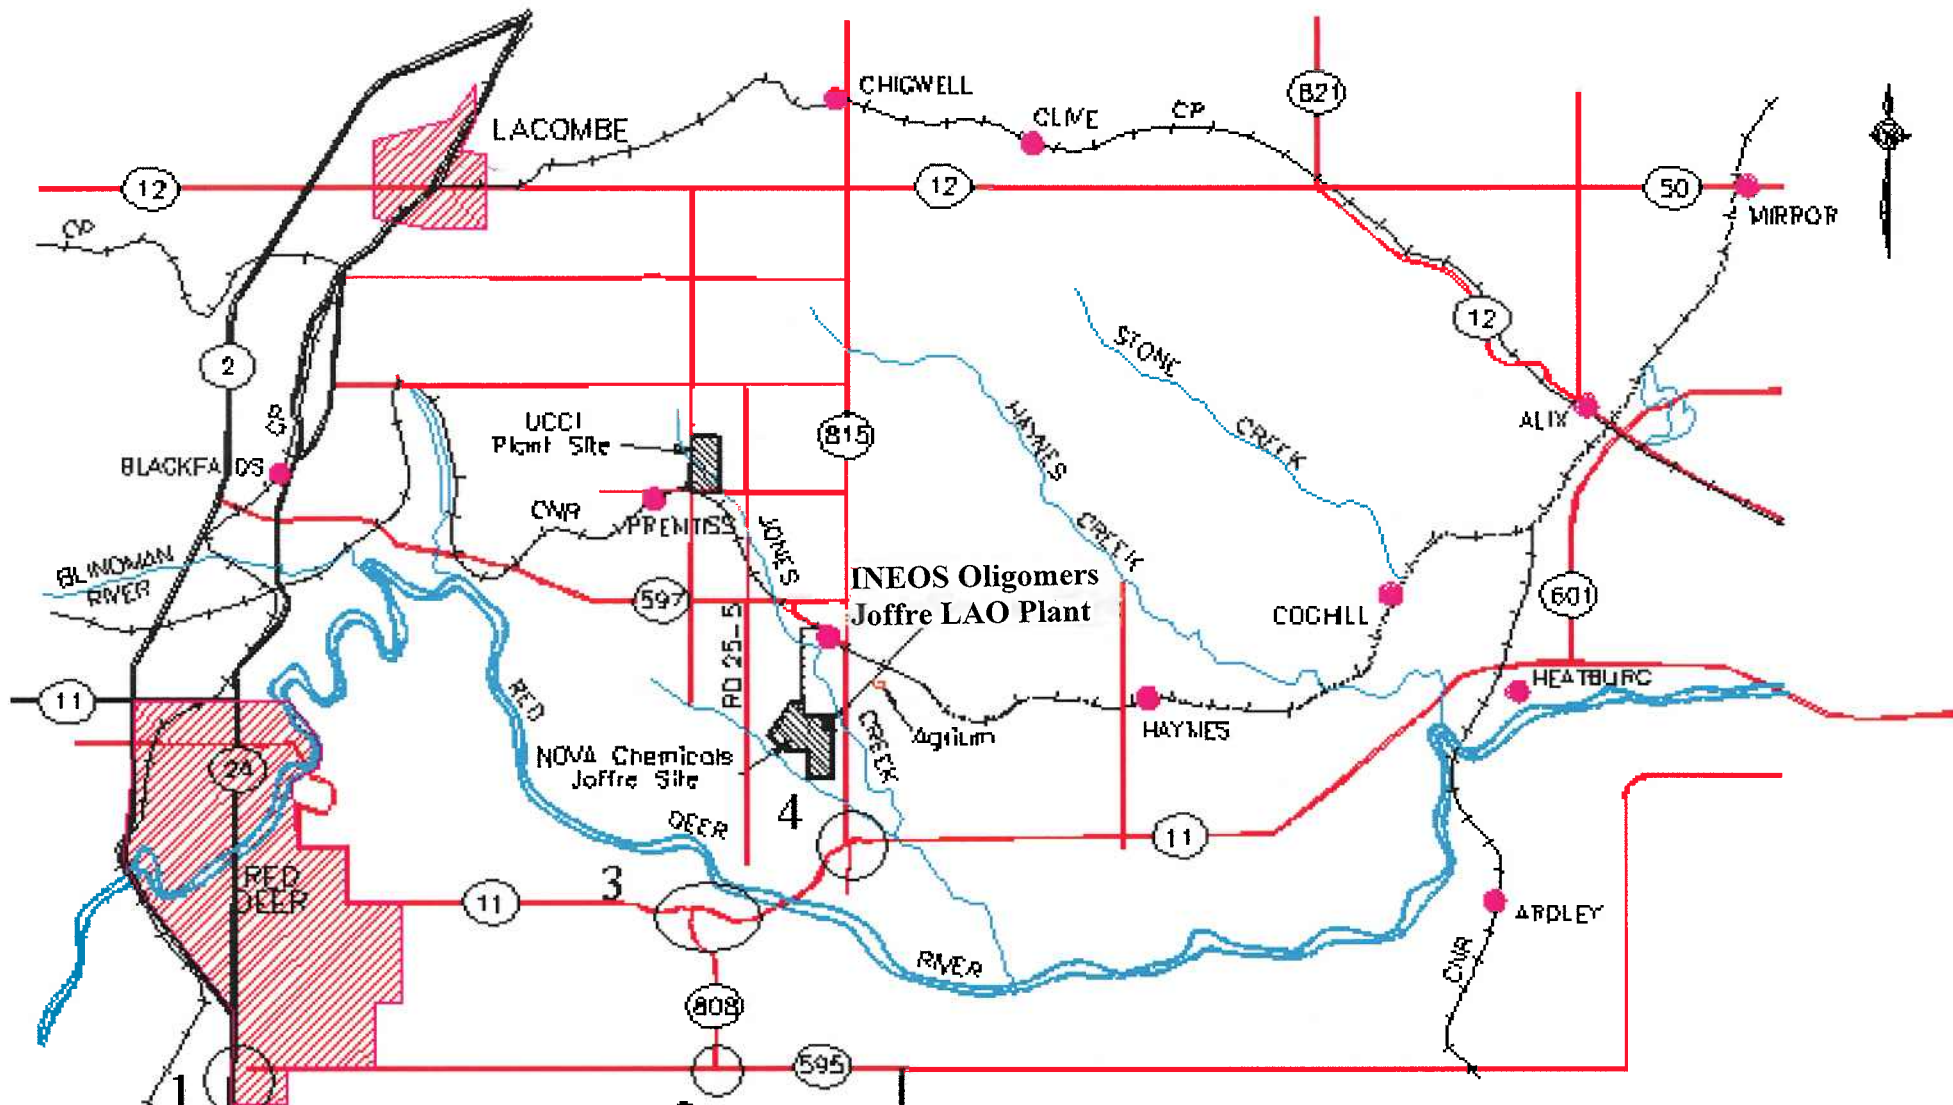 CHIGWELL
CLIVE
CP
821
LACOMBE
12
12
50
MIRROR
CP
2
STONE
CREEK
12
CP
815
HAYNES
CREEK
ALIX
UCCI
Plant Site
BLACKFALDS
PRENTISS
CNR
JONES
CREEK
BLINDMAN
RIVER
597
INEOS Oligomers
Joffre LAO Plant
COGHILL
601
RD 25-5
11
RED
DEER
RIVER
HEATBURG
HAYNES
Agrium
NOVA Chemicals
Joffre Site
24
4
11
RED
DEER
3
11
ARDLEY
CNR
808
595
1